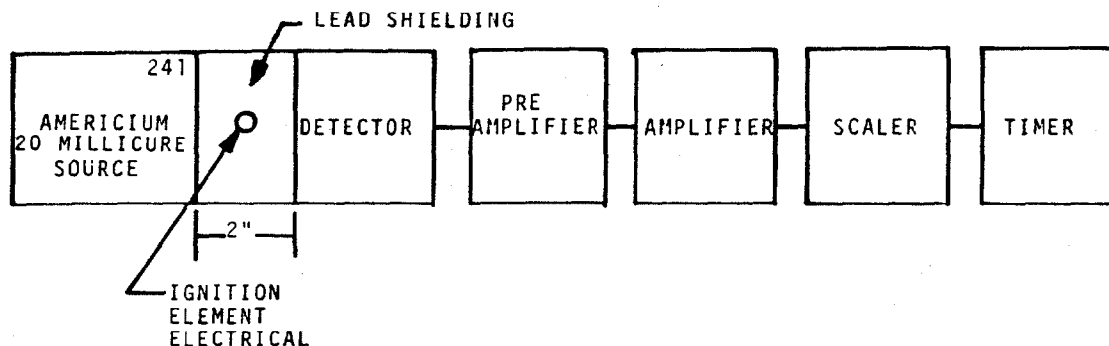 LEAD SHIELDING
241
AMERICIUM
20 MILLICURE
SOURCE
DETECTOR
PRE
AMPLIFIER
AMPLIFIER
SCALER
TIMER
2"
IGNITION
ELEMENT
ELECTRICAL